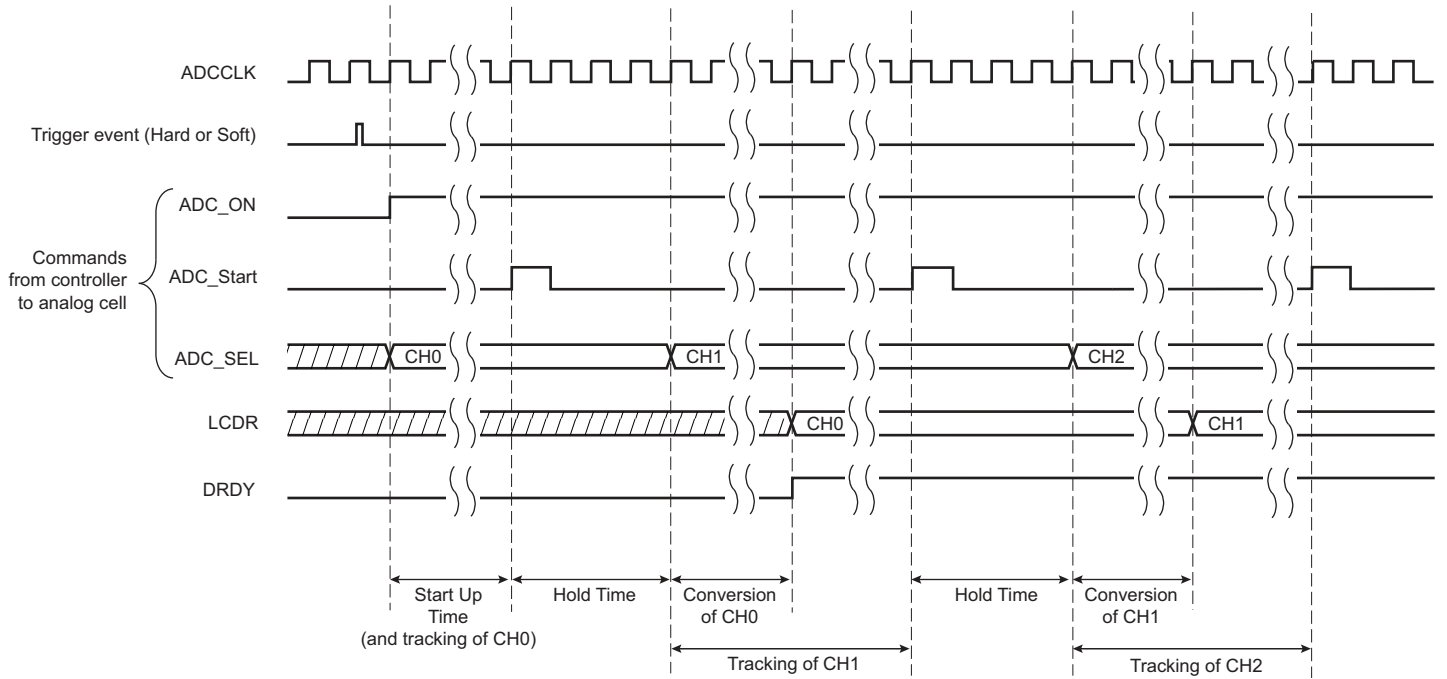 ADCCLK
Trigger event (Hard or Soft)
ADC_ON
Commands
from controller
to analog cell
ADC_Start
ADC_SEL
CH0
CH1
CH2
LCDR
CH0
CH1
DRDY
Start Up
Time
(and tracking of CH0)
Hold Time
Conversion
of CH0
Hold Time
Conversion
of CH1
Tracking of CH1
Tracking of CH2